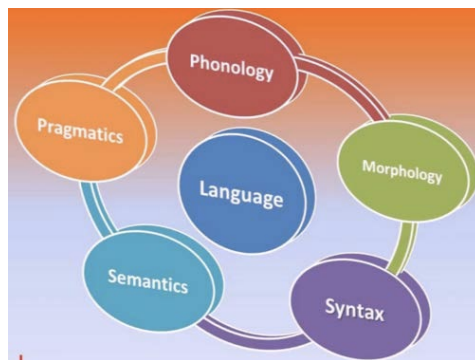 Phonology
Pragmatics
Morphology
Language
Semantics
Syntax